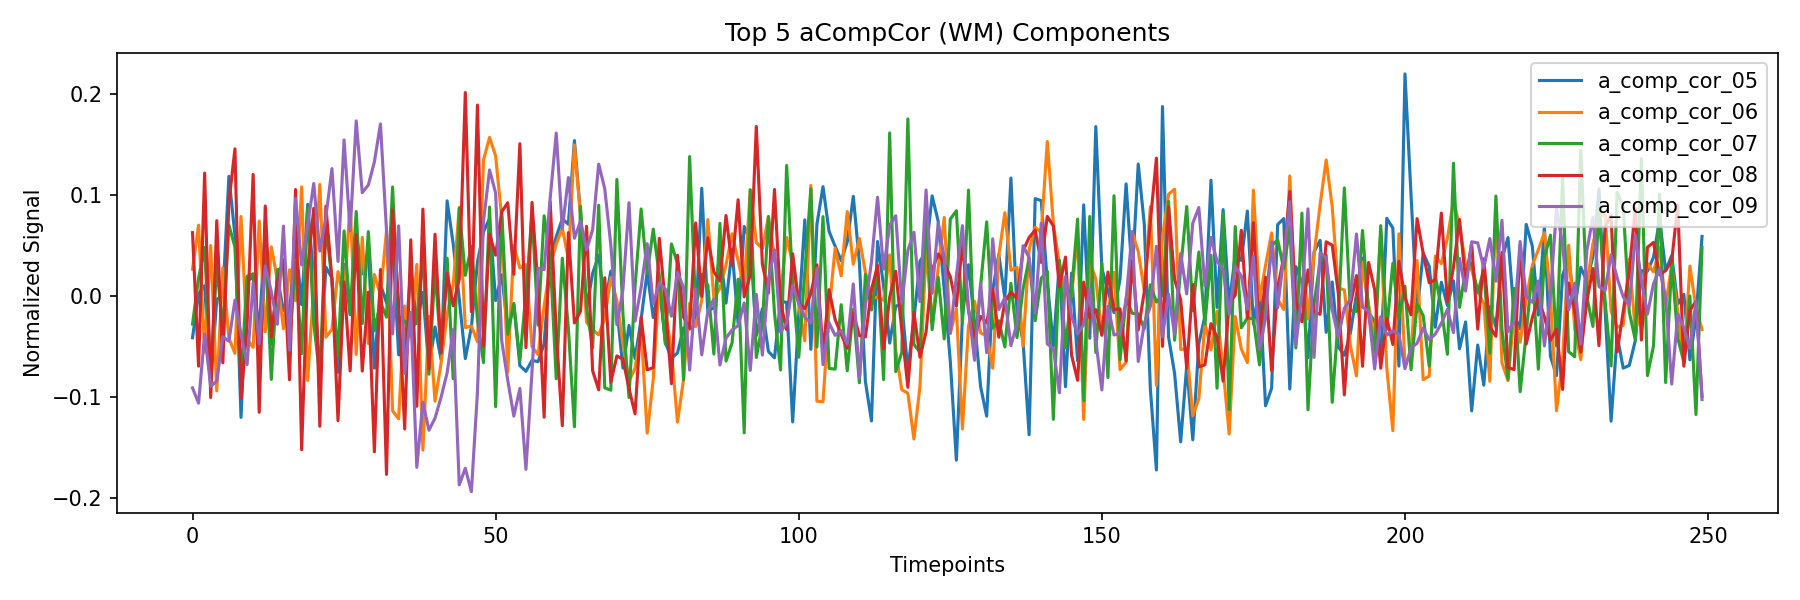 Top 5 aCompCor (WM) Components
Normalized Signal
0.2
0.1
0.0
−0.1
−0.2
0
50
100
150
200
250
Timepoints
a_comp_cor_05
a_comp_cor_06
a_comp_cor_07
a_comp_cor_08
a_comp_cor_09